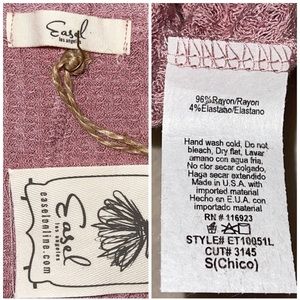 Easel
los angeles
Easel
los angeles
easelonline.com
96%Rayon/Rayon
4%Elastano/Elastano
Hand wash cold, Do not
bleach, Dry flat, Lavar
amano con agua fria,
No clor secar colgado,
Haga secar extendido
Made in U.S.A. with
imported material
Hecho en E.U.A. con
importado material
RN # 116923
STYLE# ET10051L
CUT# 3145
S(Chico)